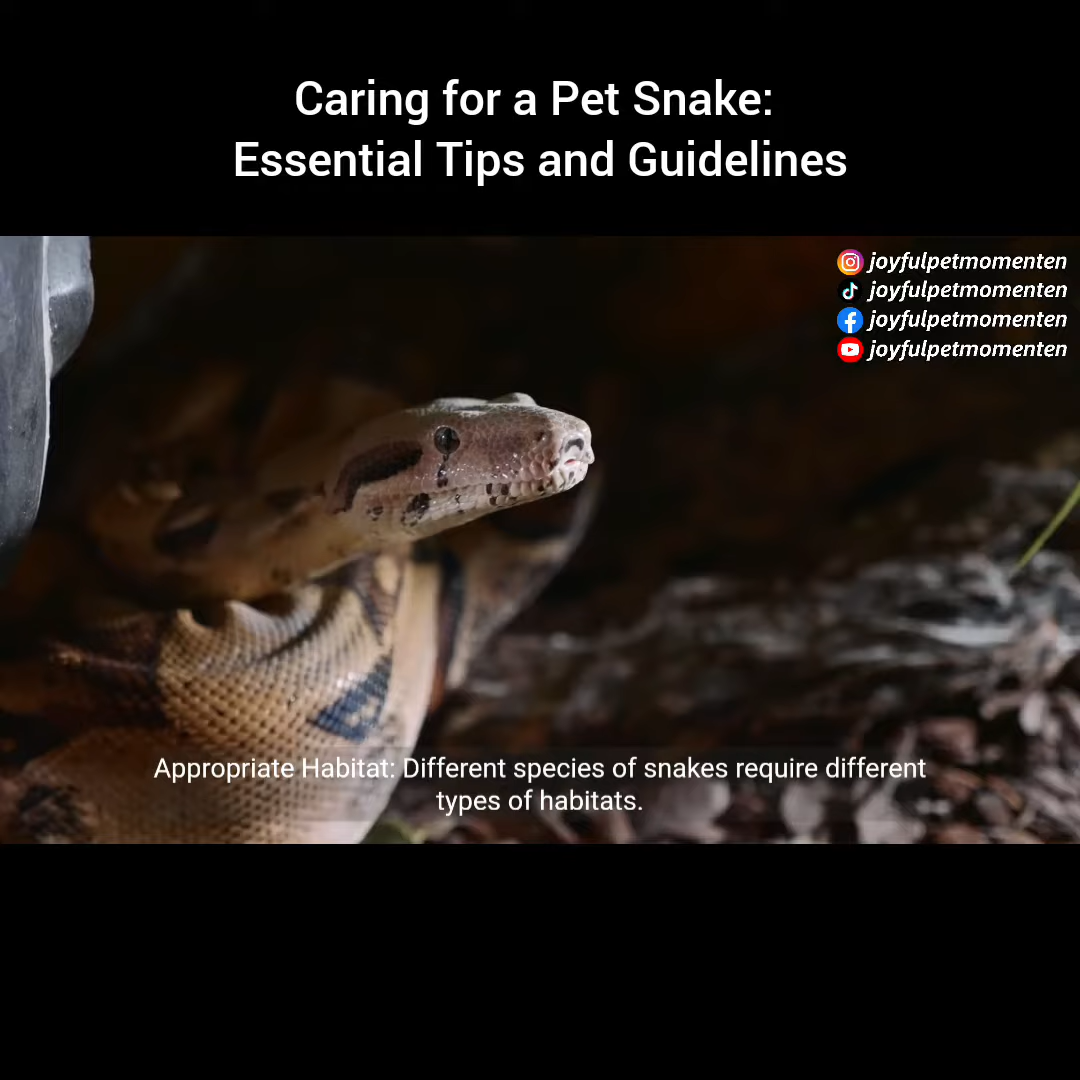 Caring for a Pet Snake:
Essential Tips and Guidelines
joyfulpetmomenten
joyfulpetmomenten
joyfulpetmomenten
joyfulpetmomenten
Appropriate Habitat: Different species of snakes require different
types of habitats.